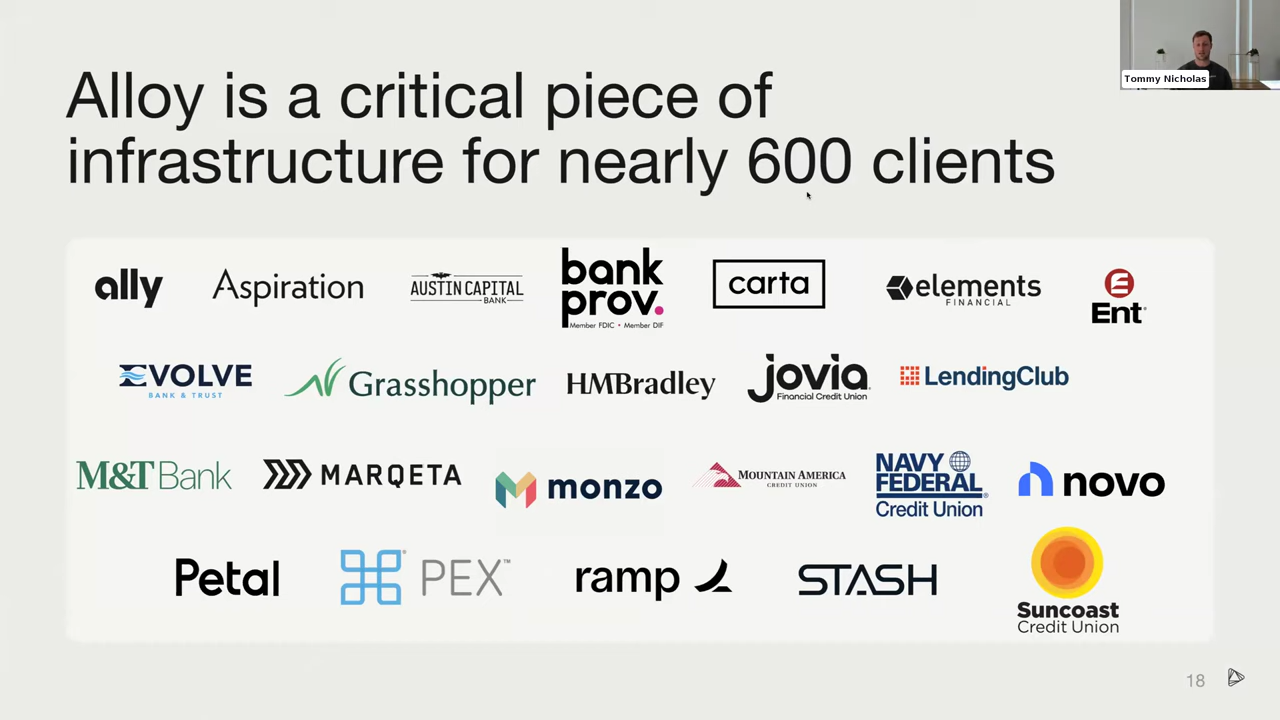 Tommy Nicholas
Alloy is a critical piece of
infrastructure for nearly 600 clients
ally
Aspiration
AUSTIN CAPITAL
BANK
bank
prov.
Member FDIC • Member DIF
carta
elements
FINANCIAL
Ent
EVOLVE
BANK & TRUST
Grasshopper
HMBradley
jovia
Financial Credit Union
LendingClub
M&T Bank
MARQETA
monzo
MOUNTAIN AMERICA
CREDIT UNION
NAVY
FEDERAL®
Credit Union
novo
Petal
PEX™
ramp
STASH
Suncoast
Credit Union
18